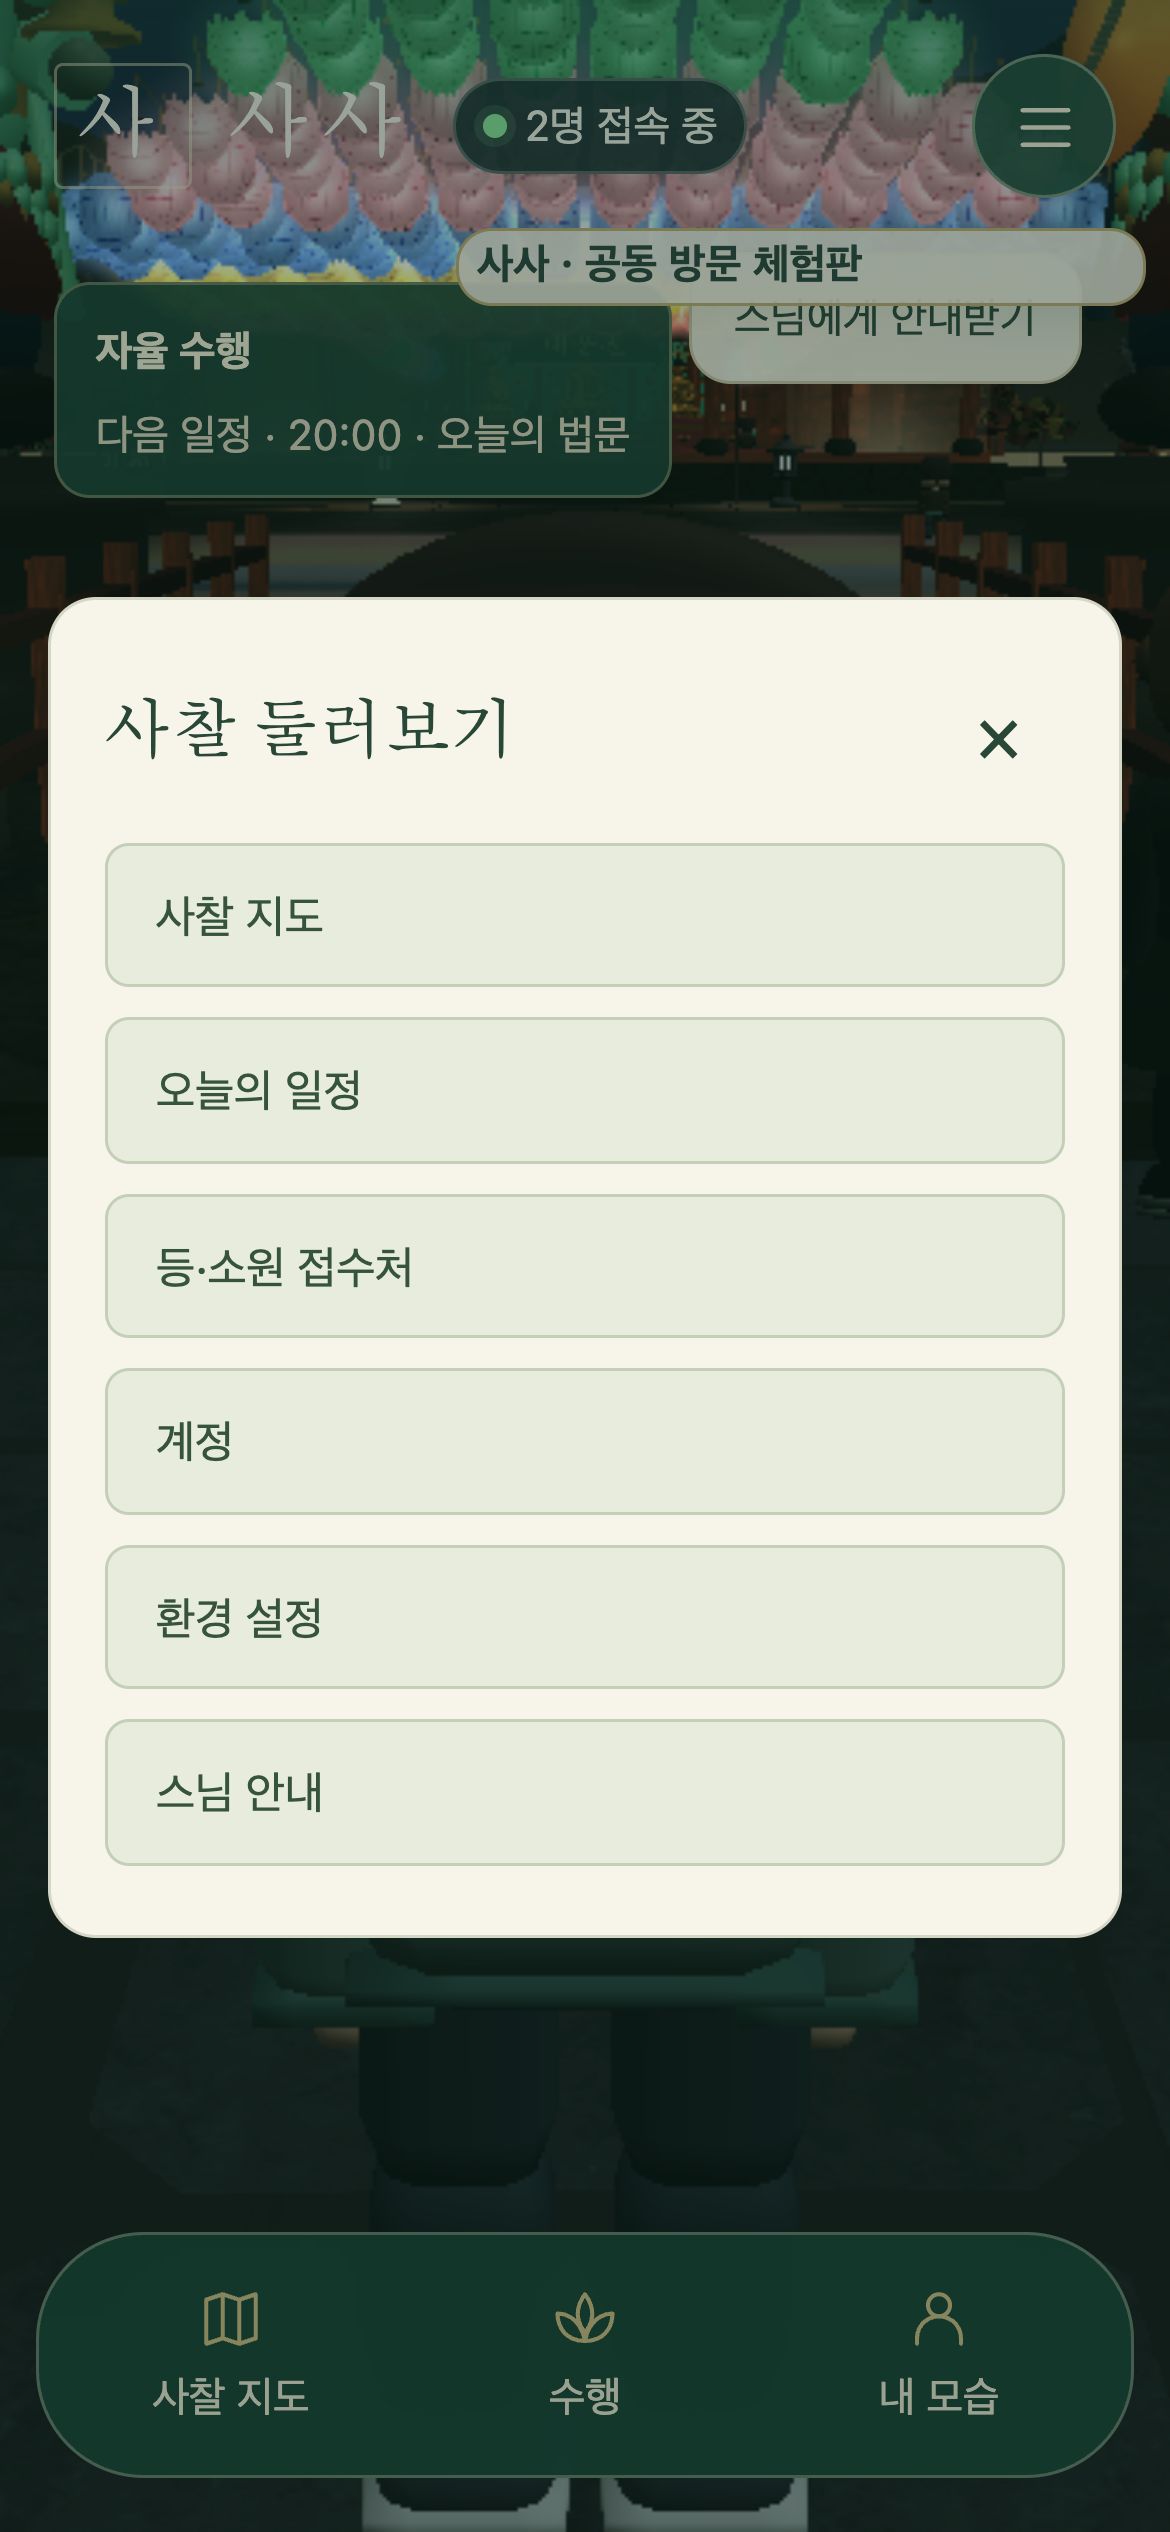 사 사사
2명 접속 중
사사 · 공동 방문 체험판
스님에게 안내받기
자율 수행
다음 일정 · 20:00 · 오늘의 법문
사찰 둘러보기
사찰 지도
오늘의 일정
등·소원 접수처
계정
환경 설정
스님 안내
사찰 지도
수행
내 모습